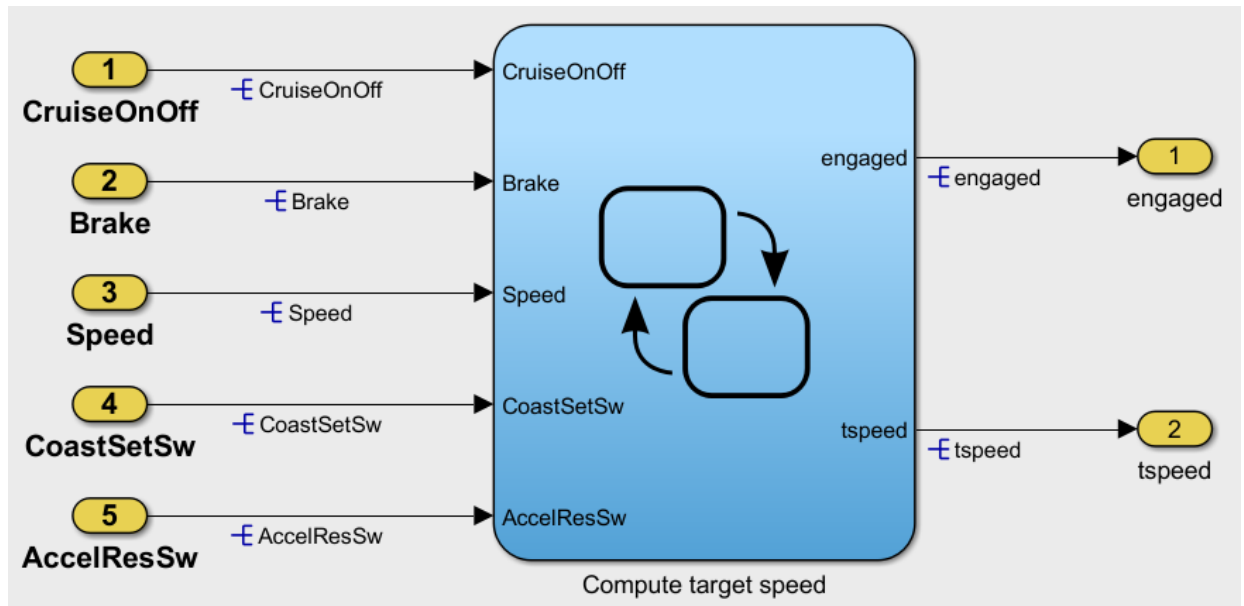 1
CruiseOnOff
CruiseOnOff
CruiseOnOff
2
Brake
Brake
Brake
3
Speed
Speed
Speed
4
CoastSetSw
CoastSetSw
CoastSetSw
5
AccelResSw
AccelResSw
AccelResSw
engaged
engaged
1
engaged
tspeed
tspeed
2
tspeed
Compute target speed